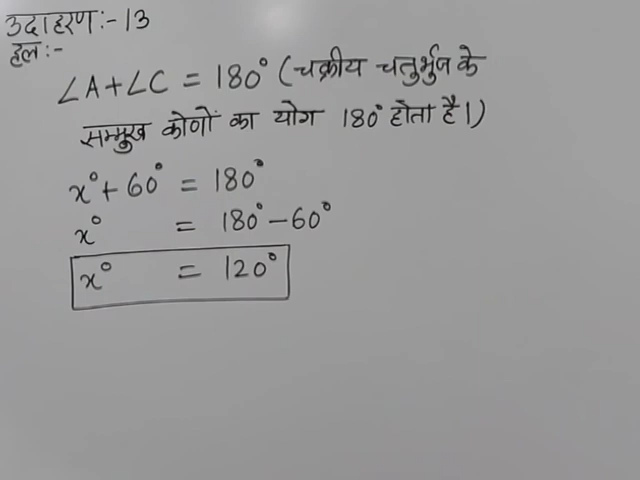 उदाहरण:- 13
हल:-
∠A+∠C = 180° (चक्रीय चतुर्भुज के
सम्मुख कोणों का योग 180° होता है।)
x°+ 60° = 180°
x° = 180° - 60°
x° = 120°